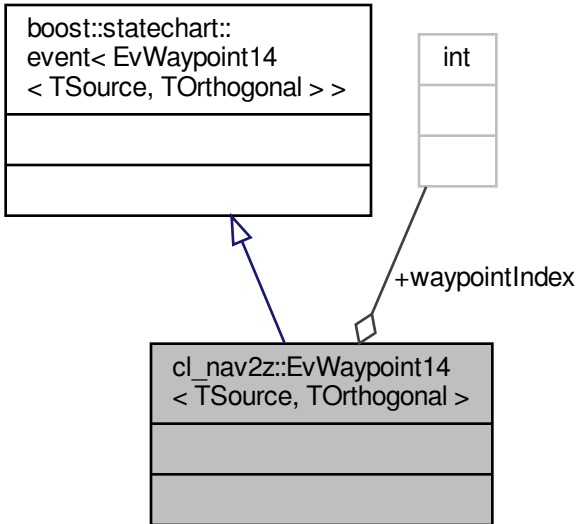 boost::statechart::
event< EvWaypoint14
< TSource, TOrthogonal > >
int
+waypointIndex
cl_nav2z::EvWaypoint14
< TSource, TOrthogonal >